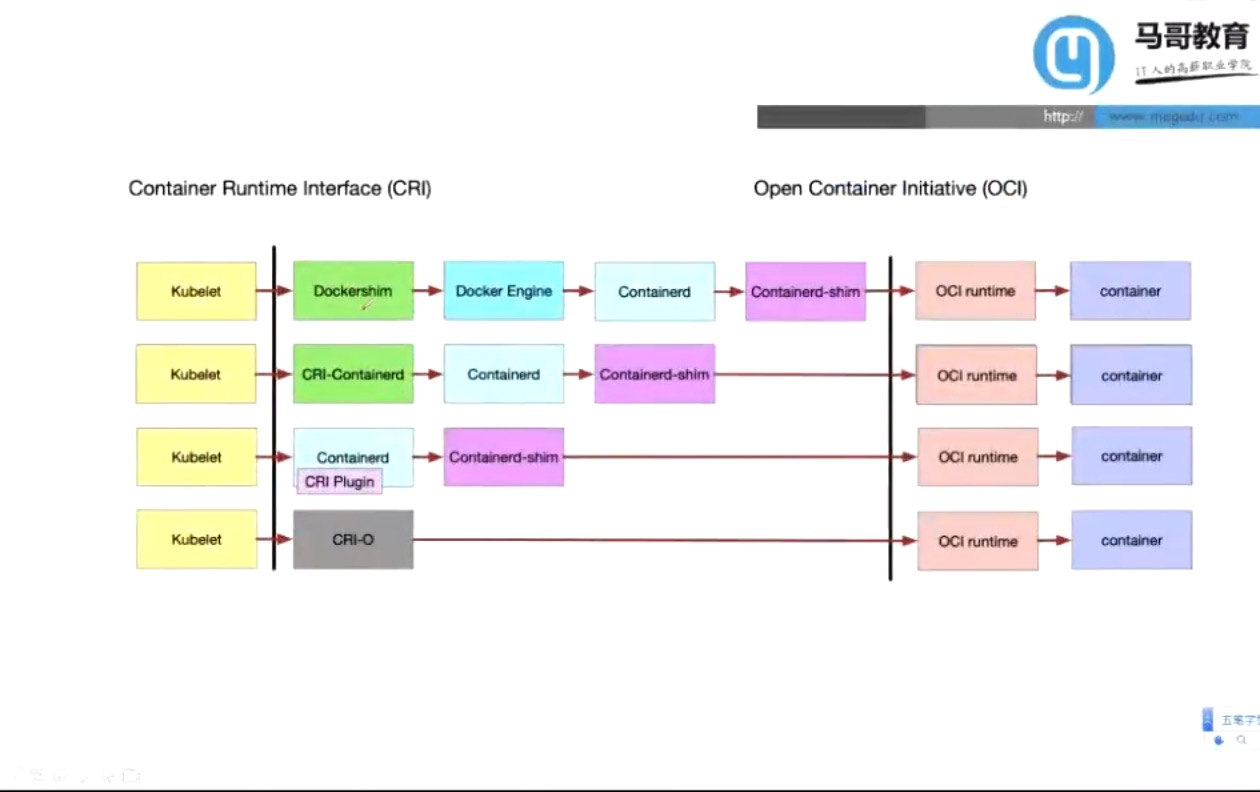 马哥教育
IT人的高薪职业学院
http://
www.magedu.com
Container Runtime Interface (CRI)
Open Container Initiative (OCI)
Kubelet
Dockershim
Docker Engine
Containerd
Containerd-shim
OCI runtime
container
Kubelet
CRI-Containerd
Containerd
Containerd-shim
OCI runtime
container
Kubelet
Containerd
CRI Plugin
Containerd-shim
OCI runtime
container
Kubelet
CRI-O
OCI runtime
container
五笔字